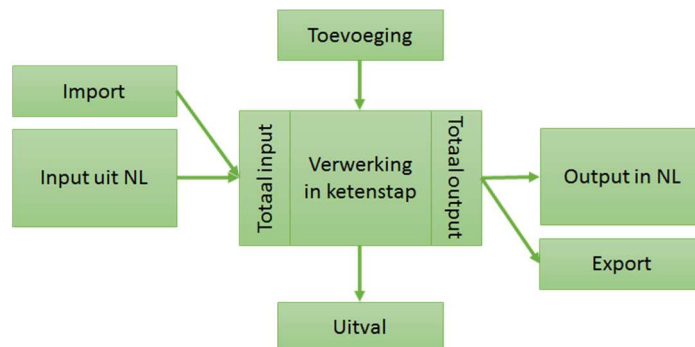 Toevoeging
Import
Input uit NL
Totaal input
Verwerking
in ketenstap
Totaal output
Output in NL
Export
Uitval